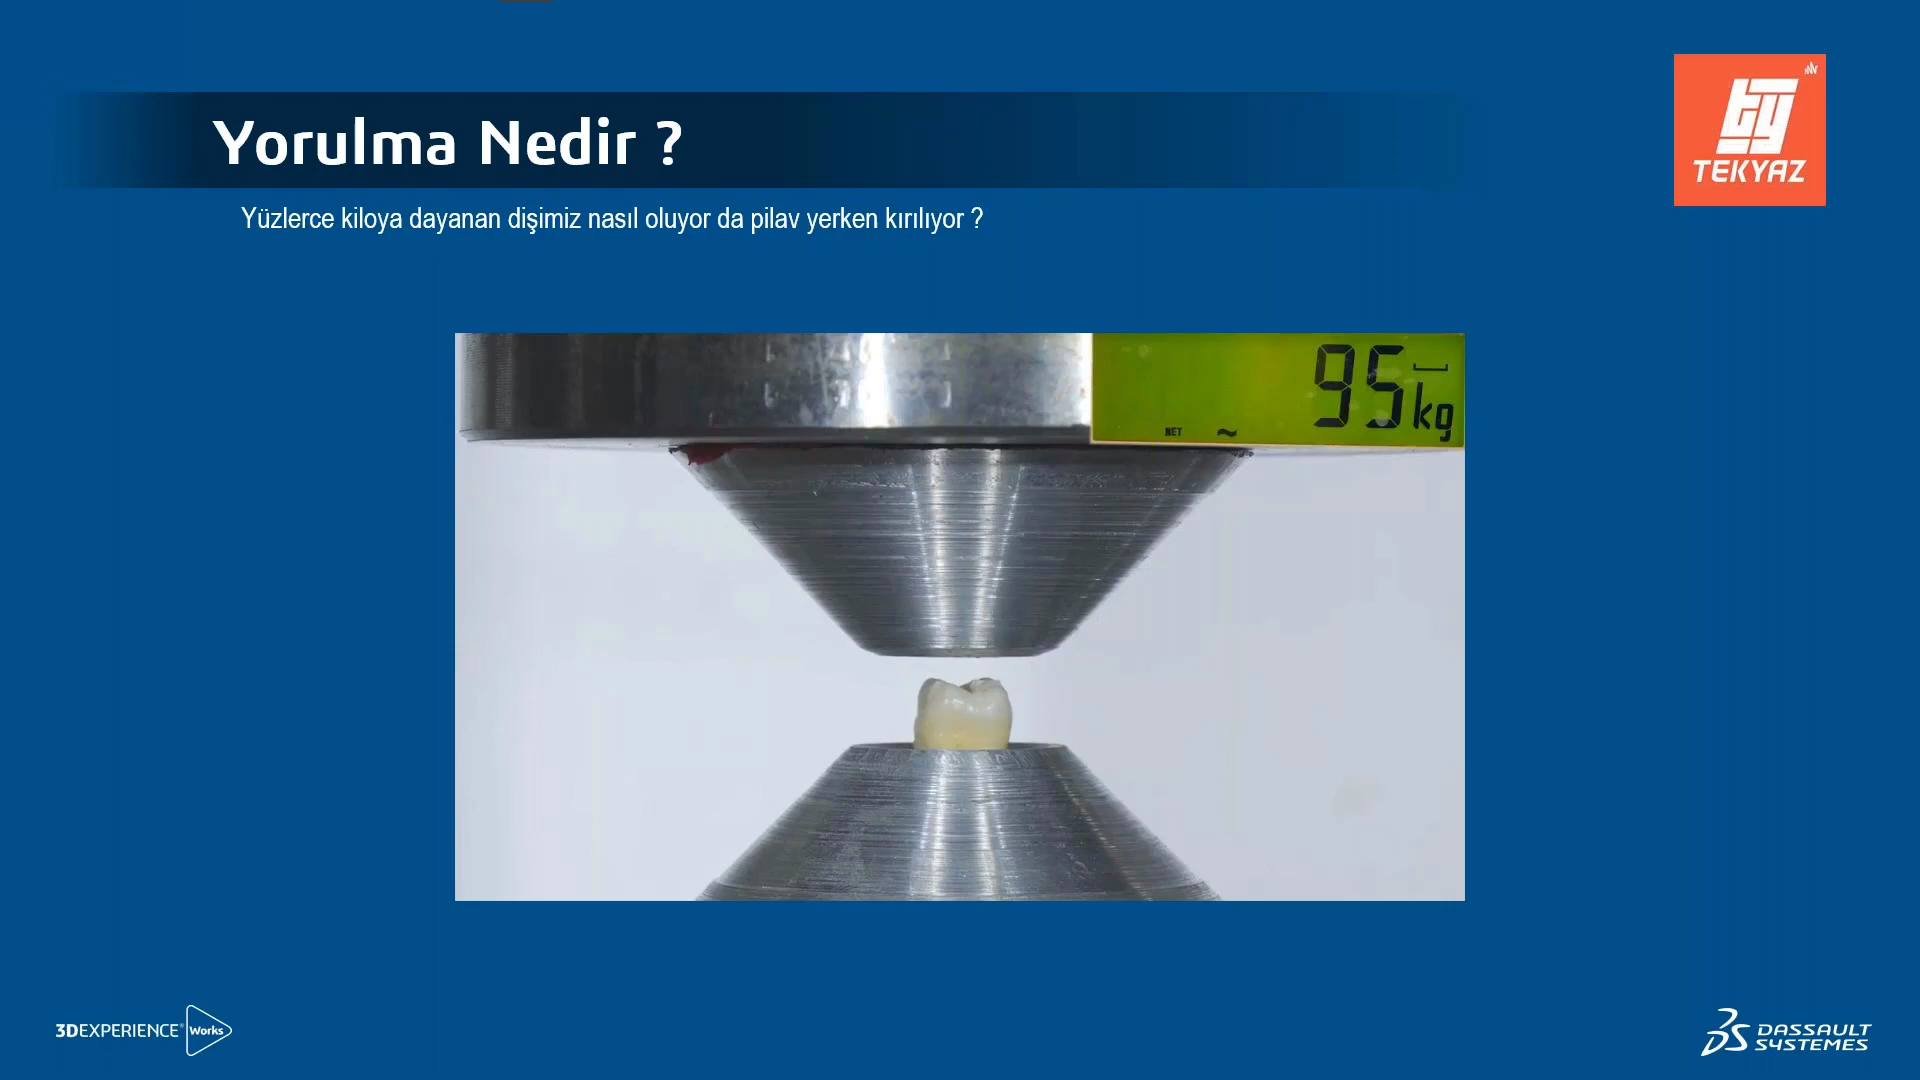 Yorulma Nedir ?
TEKYAZ
Yüzlerce kiloya dayanan dişimiz nasıl oluyor da pilav yerken kırılıyor ?
95 kg
NET
3DEXPERIENCE® Works
DASSAULT
SYSTEMES